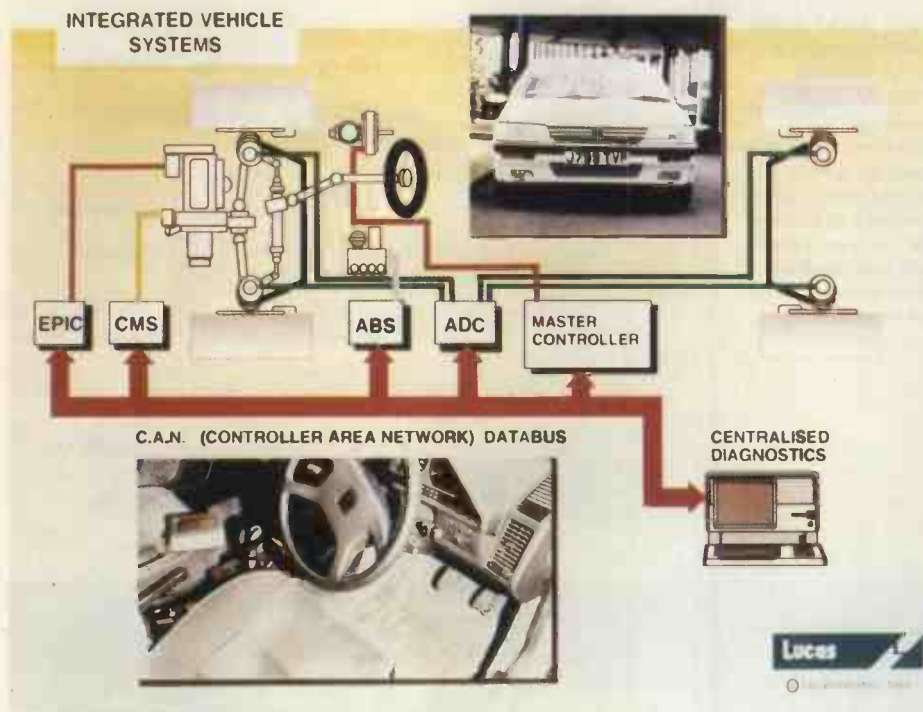 INTEGRATED VEHICLE
SYSTEMS
EPIC
CMS
ABS
ADC
MASTER
CONTROLLER
C.A.N. (CONTROLLER AREA NETWORK) DATABUS
CENTRALISED
DIAGNOSTICS
Lucas